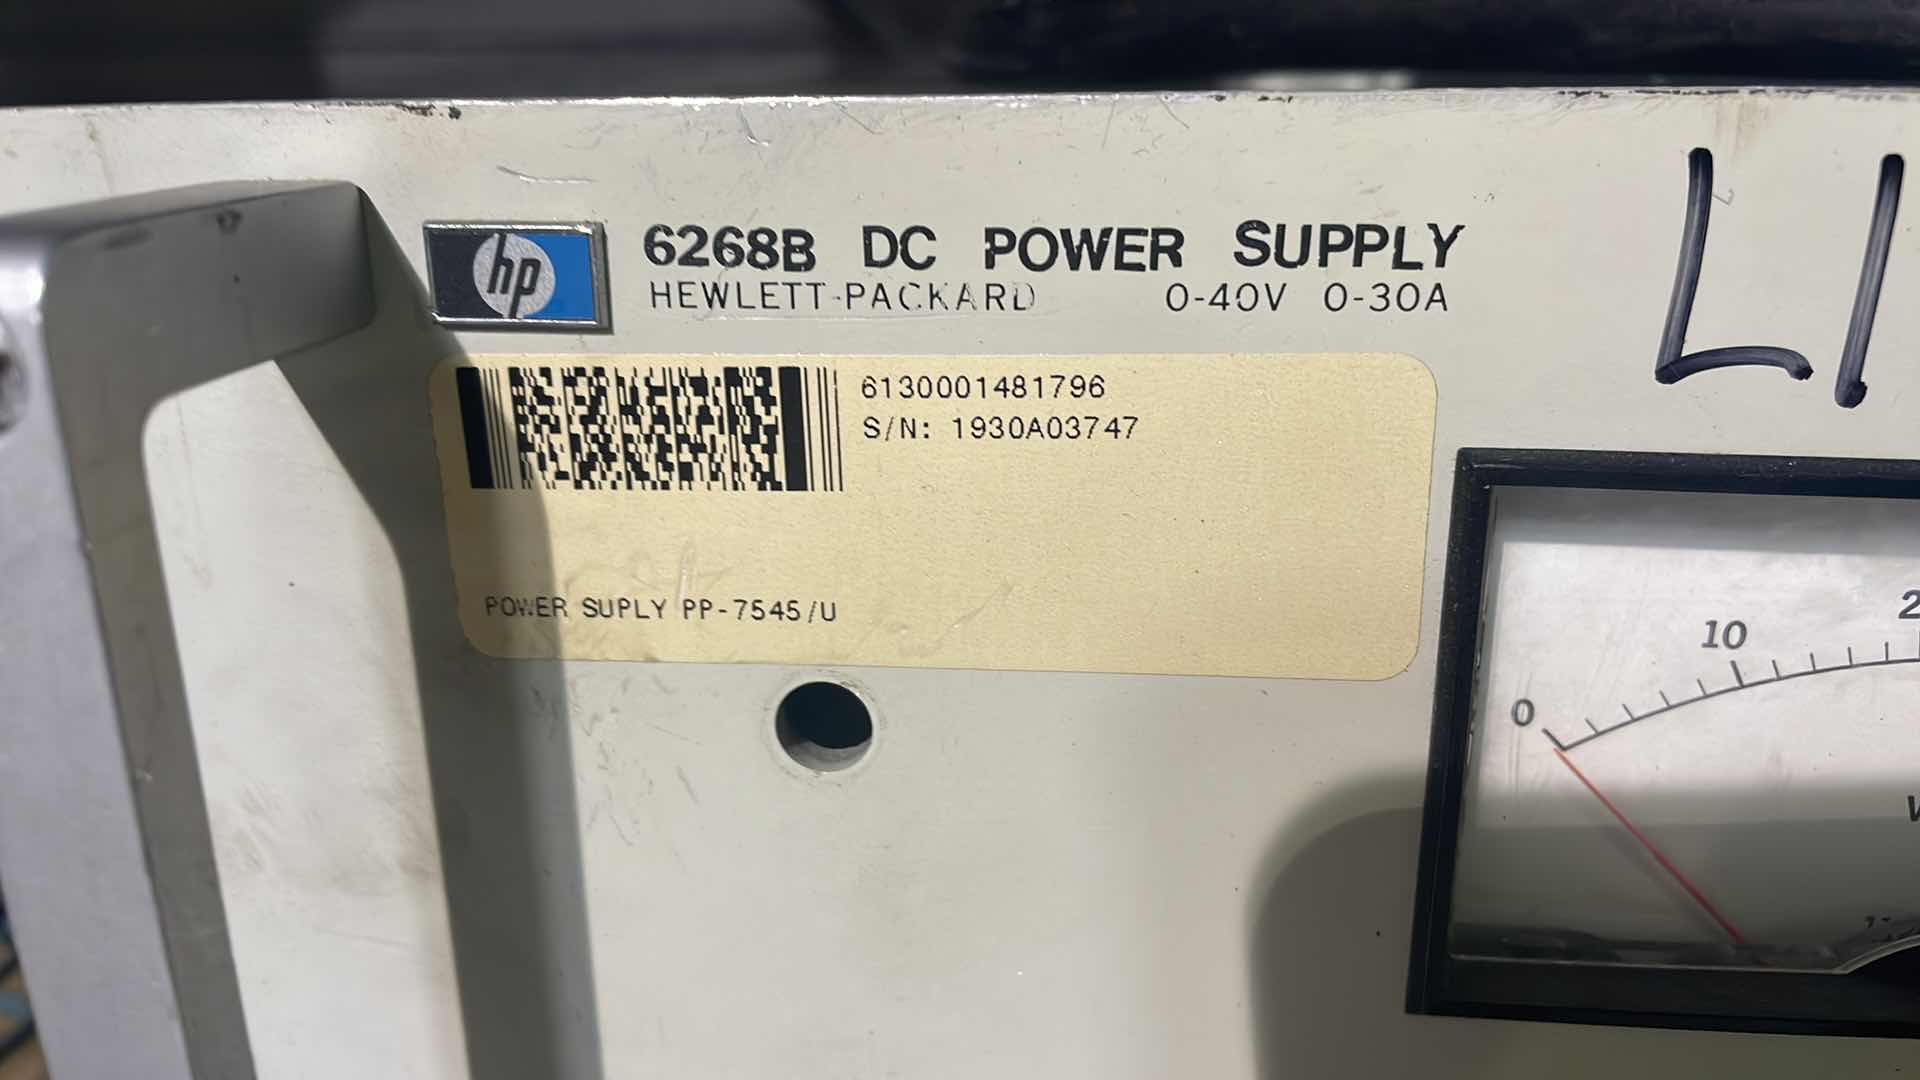 hp
6268B DC POWER SUPPLY
HEWLETT-PACKARD 0-40V 0-30A
LI
6130001481796
S/N: 1930A03747
POWER SUPLY PP-7545/U
0 10